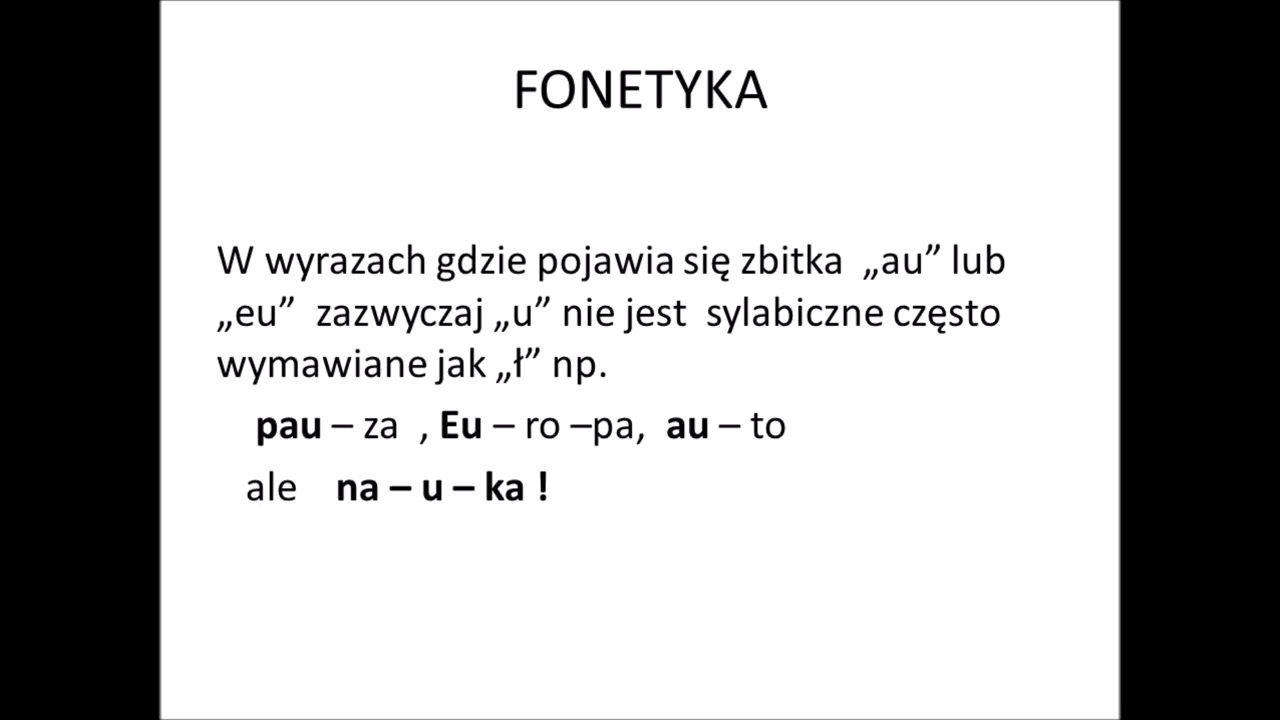 FONETYKA
W wyrazach gdzie pojawia się zbitka „au” lub
„eu” zazwyczaj „u” nie jest sylabiczne często
wymawiane jak „ł” np.
pau – za , Eu – ro –pa, au – to
ale na – u – ka !